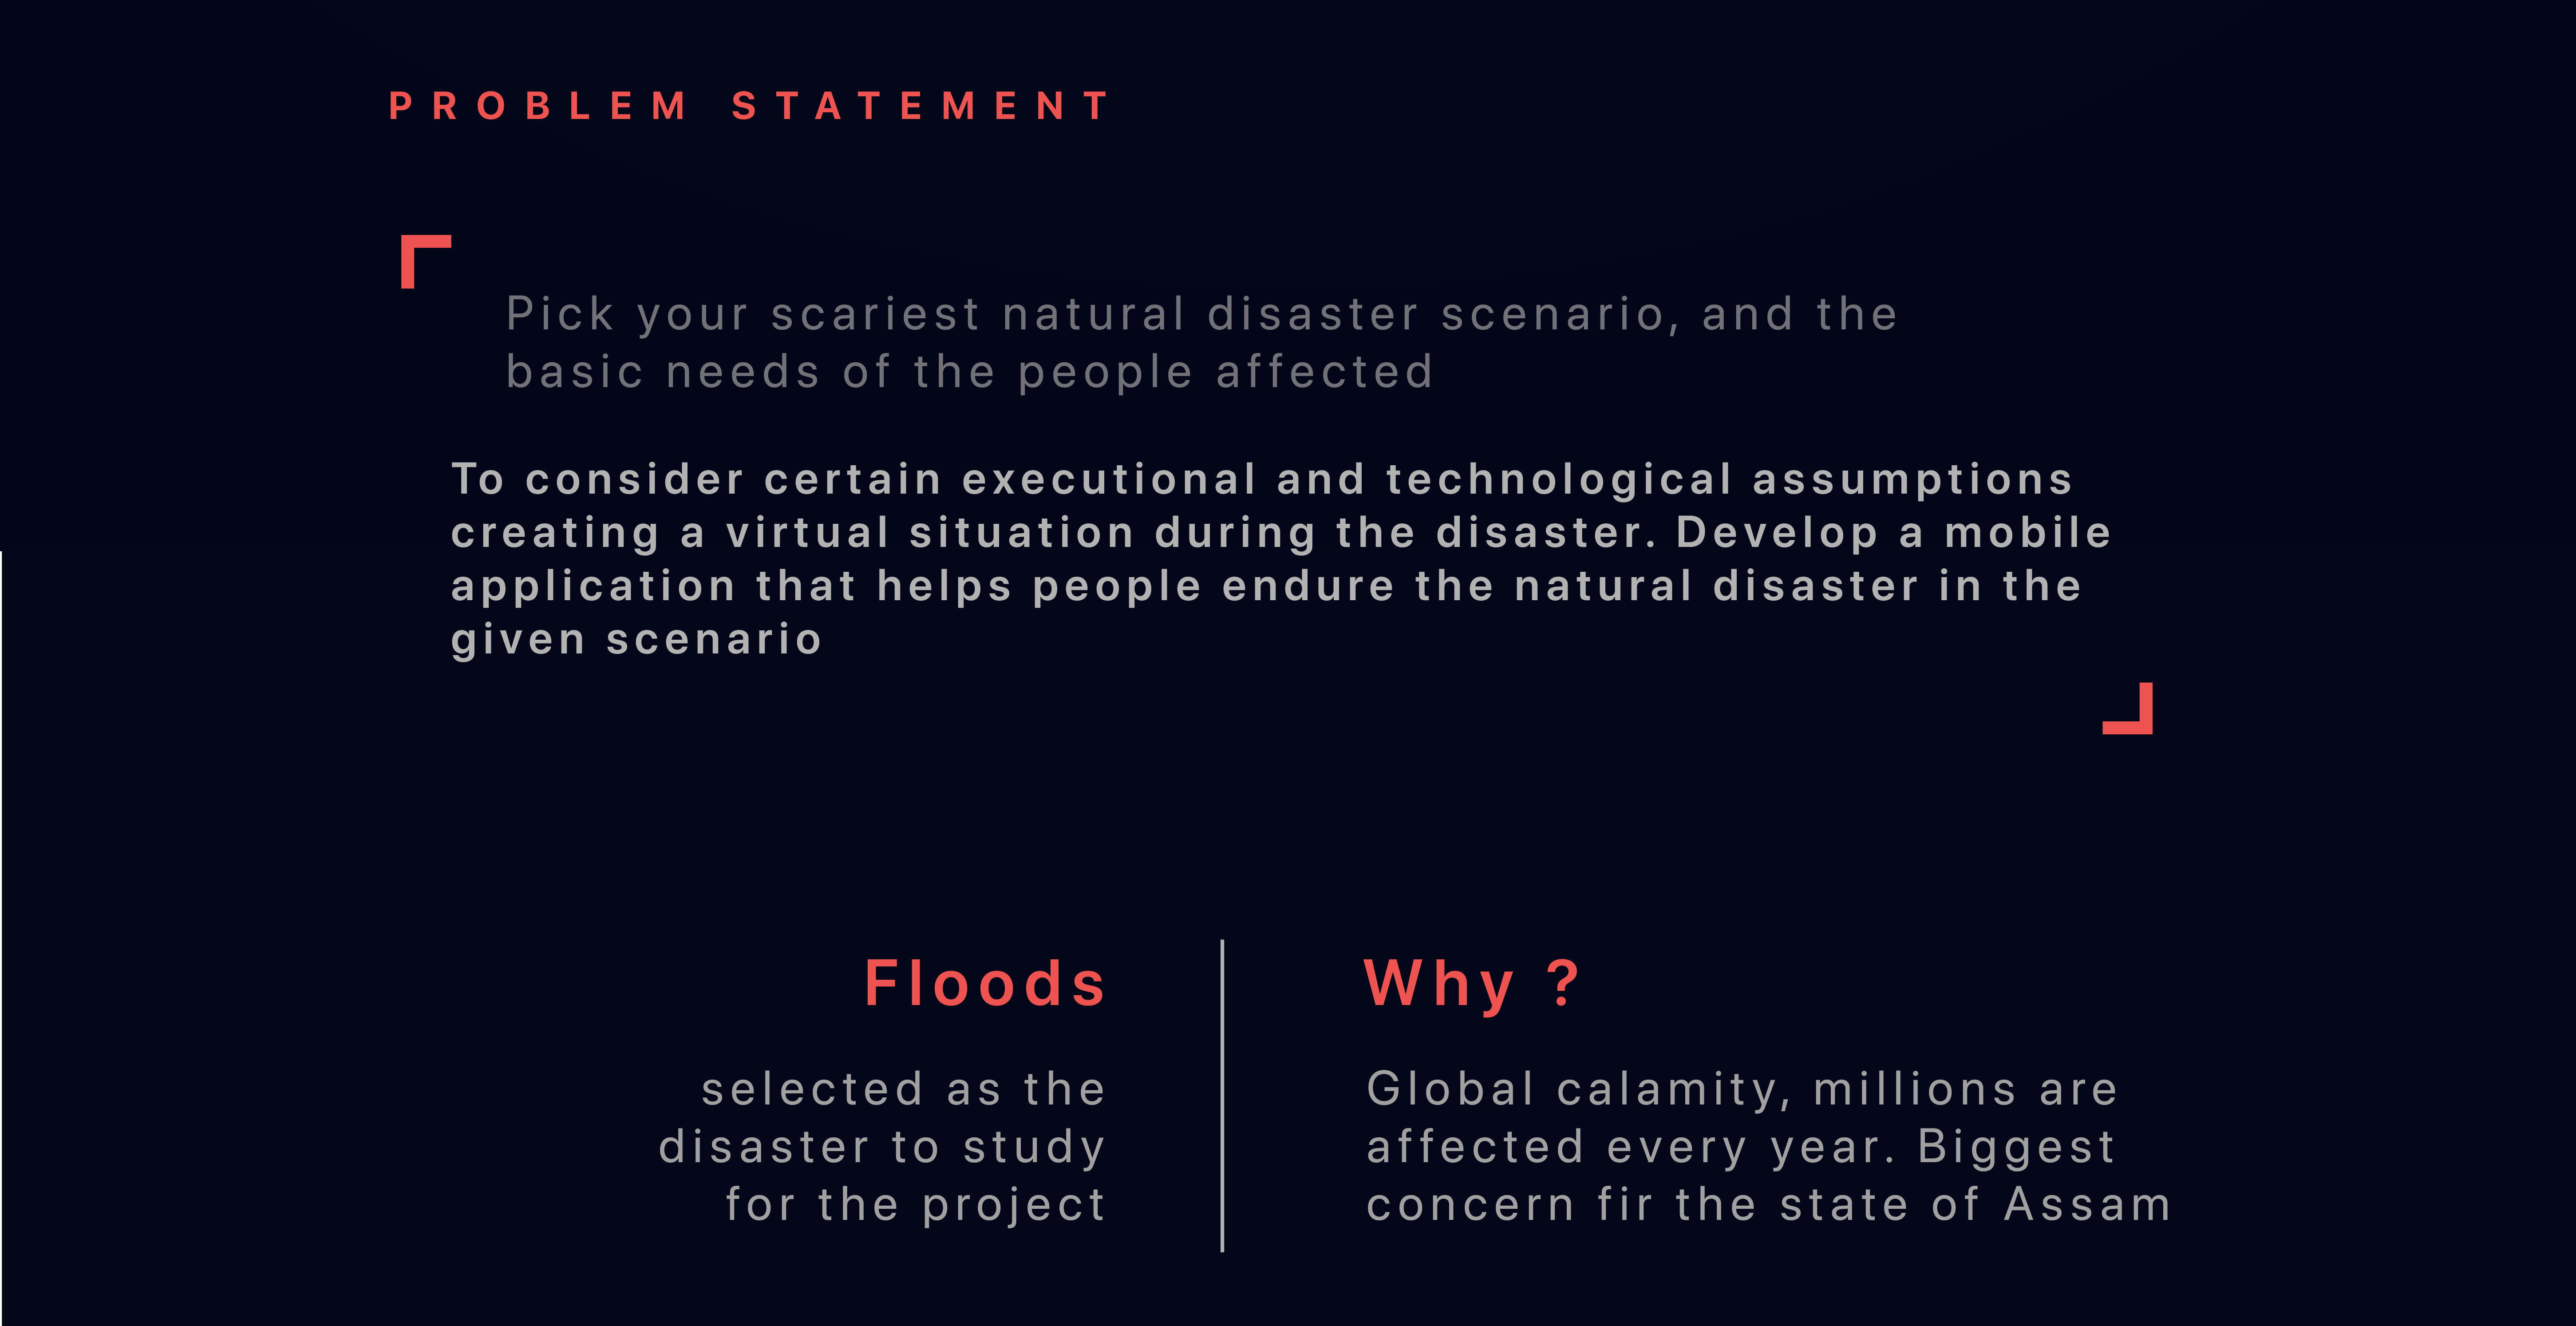 PROBLEM STATEMENT
Pick your scariest natural disaster scenario, and the
basic needs of the people affected
To consider certain executional and technological assumptions
creating a virtual situation during the disaster. Develop a mobile
application that helps people endure the natural disaster in the
given scenario
Floods
selected as the
disaster to study
for the project
Why ?
Global calamity, millions are
affected every year. Biggest
concern fir the state of Assam